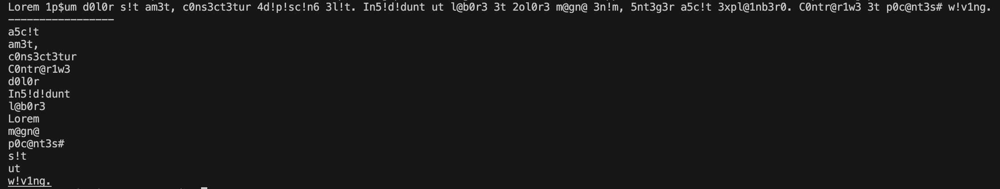 Lorem 1p$um d0l0r s!t am3t, c0ns3ct3tur 4d!p!sc!n6 3l!t. In5!d!dunt ut l@b0r3 3t 2ol0r3 m@gn@ 3n!m, 5nt3g3r a5c!t 3xpl@1nb3r0. C0ntr@r1w3 3t p0c@nt3s# w!v1ng.
-----------------
a5c!t
am3t,
c0ns3ct3tur
C0ntr@r1w3
d0l0r
In5!d!dunt
l@b0r3
Lorem
m@gn@
p0c@nt3s#
s!t
ut
w!v1ng.